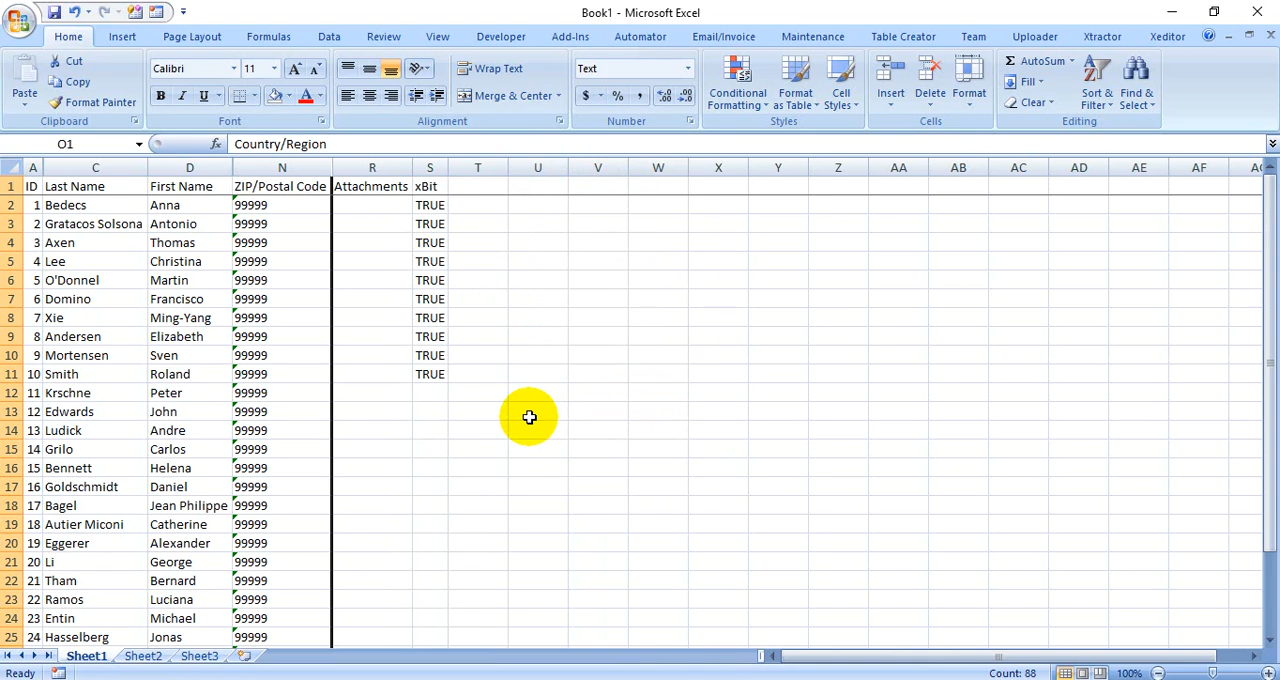 Book1 - Microsoft Excel
Home Insert Page Layout Formulas Data Review View Developer Add-Ins Automator Email/Invoice Maintenance Table Creator Team Uploader Xtractor Xeditor
Paste Cut Copy Format Painter Clipboard
Calibri 11 B I U A Font
Wrap Text Merge & Center Alignment
Text $ % , Number
Conditional Formatting Format as Table Cell Styles Styles
Insert Delete Format Cells
Σ AutoSum Fill Clear Sort & Filter Find & Select Editing
O1 fx Country/Region
A C D N R S T U V W X Y Z AA AB AC AD AE AF
1 ID Last Name First Name ZIP/Postal Code Attachments xBit
2 1 Bedecs Anna 99999 TRUE
3 2 Gratacos Solsona Antonio 99999 TRUE
4 3 Axen Thomas 99999 TRUE
5 4 Lee Christina 99999 TRUE
6 5 O'Donnel Martin 99999 TRUE
7 6 Domino Francisco 99999 TRUE
8 7 Xie Ming-Yang 99999 TRUE
9 8 Andersen Elizabeth 99999 TRUE
10 9 Mortensen Sven 99999 TRUE
11 10 Smith Roland 99999 TRUE
12 11 Krschne Peter 99999
13 12 Edwards John 99999
14 13 Ludick Andre 99999
15 14 Grilo Carlos 99999
16 15 Bennett Helena 99999
17 16 Goldschmidt Daniel 99999
18 17 Bagel Jean Philippe 99999
19 18 Autier Miconi Catherine 99999
20 19 Eggerer Alexander 99999
21 20 Li George 99999
22 21 Tham Bernard 99999
23 22 Ramos Luciana 99999
24 23 Entin Michael 99999
25 24 Hasselberg Jonas 99999
Sheet1 Sheet2 Sheet3
Ready Count: 88 100%